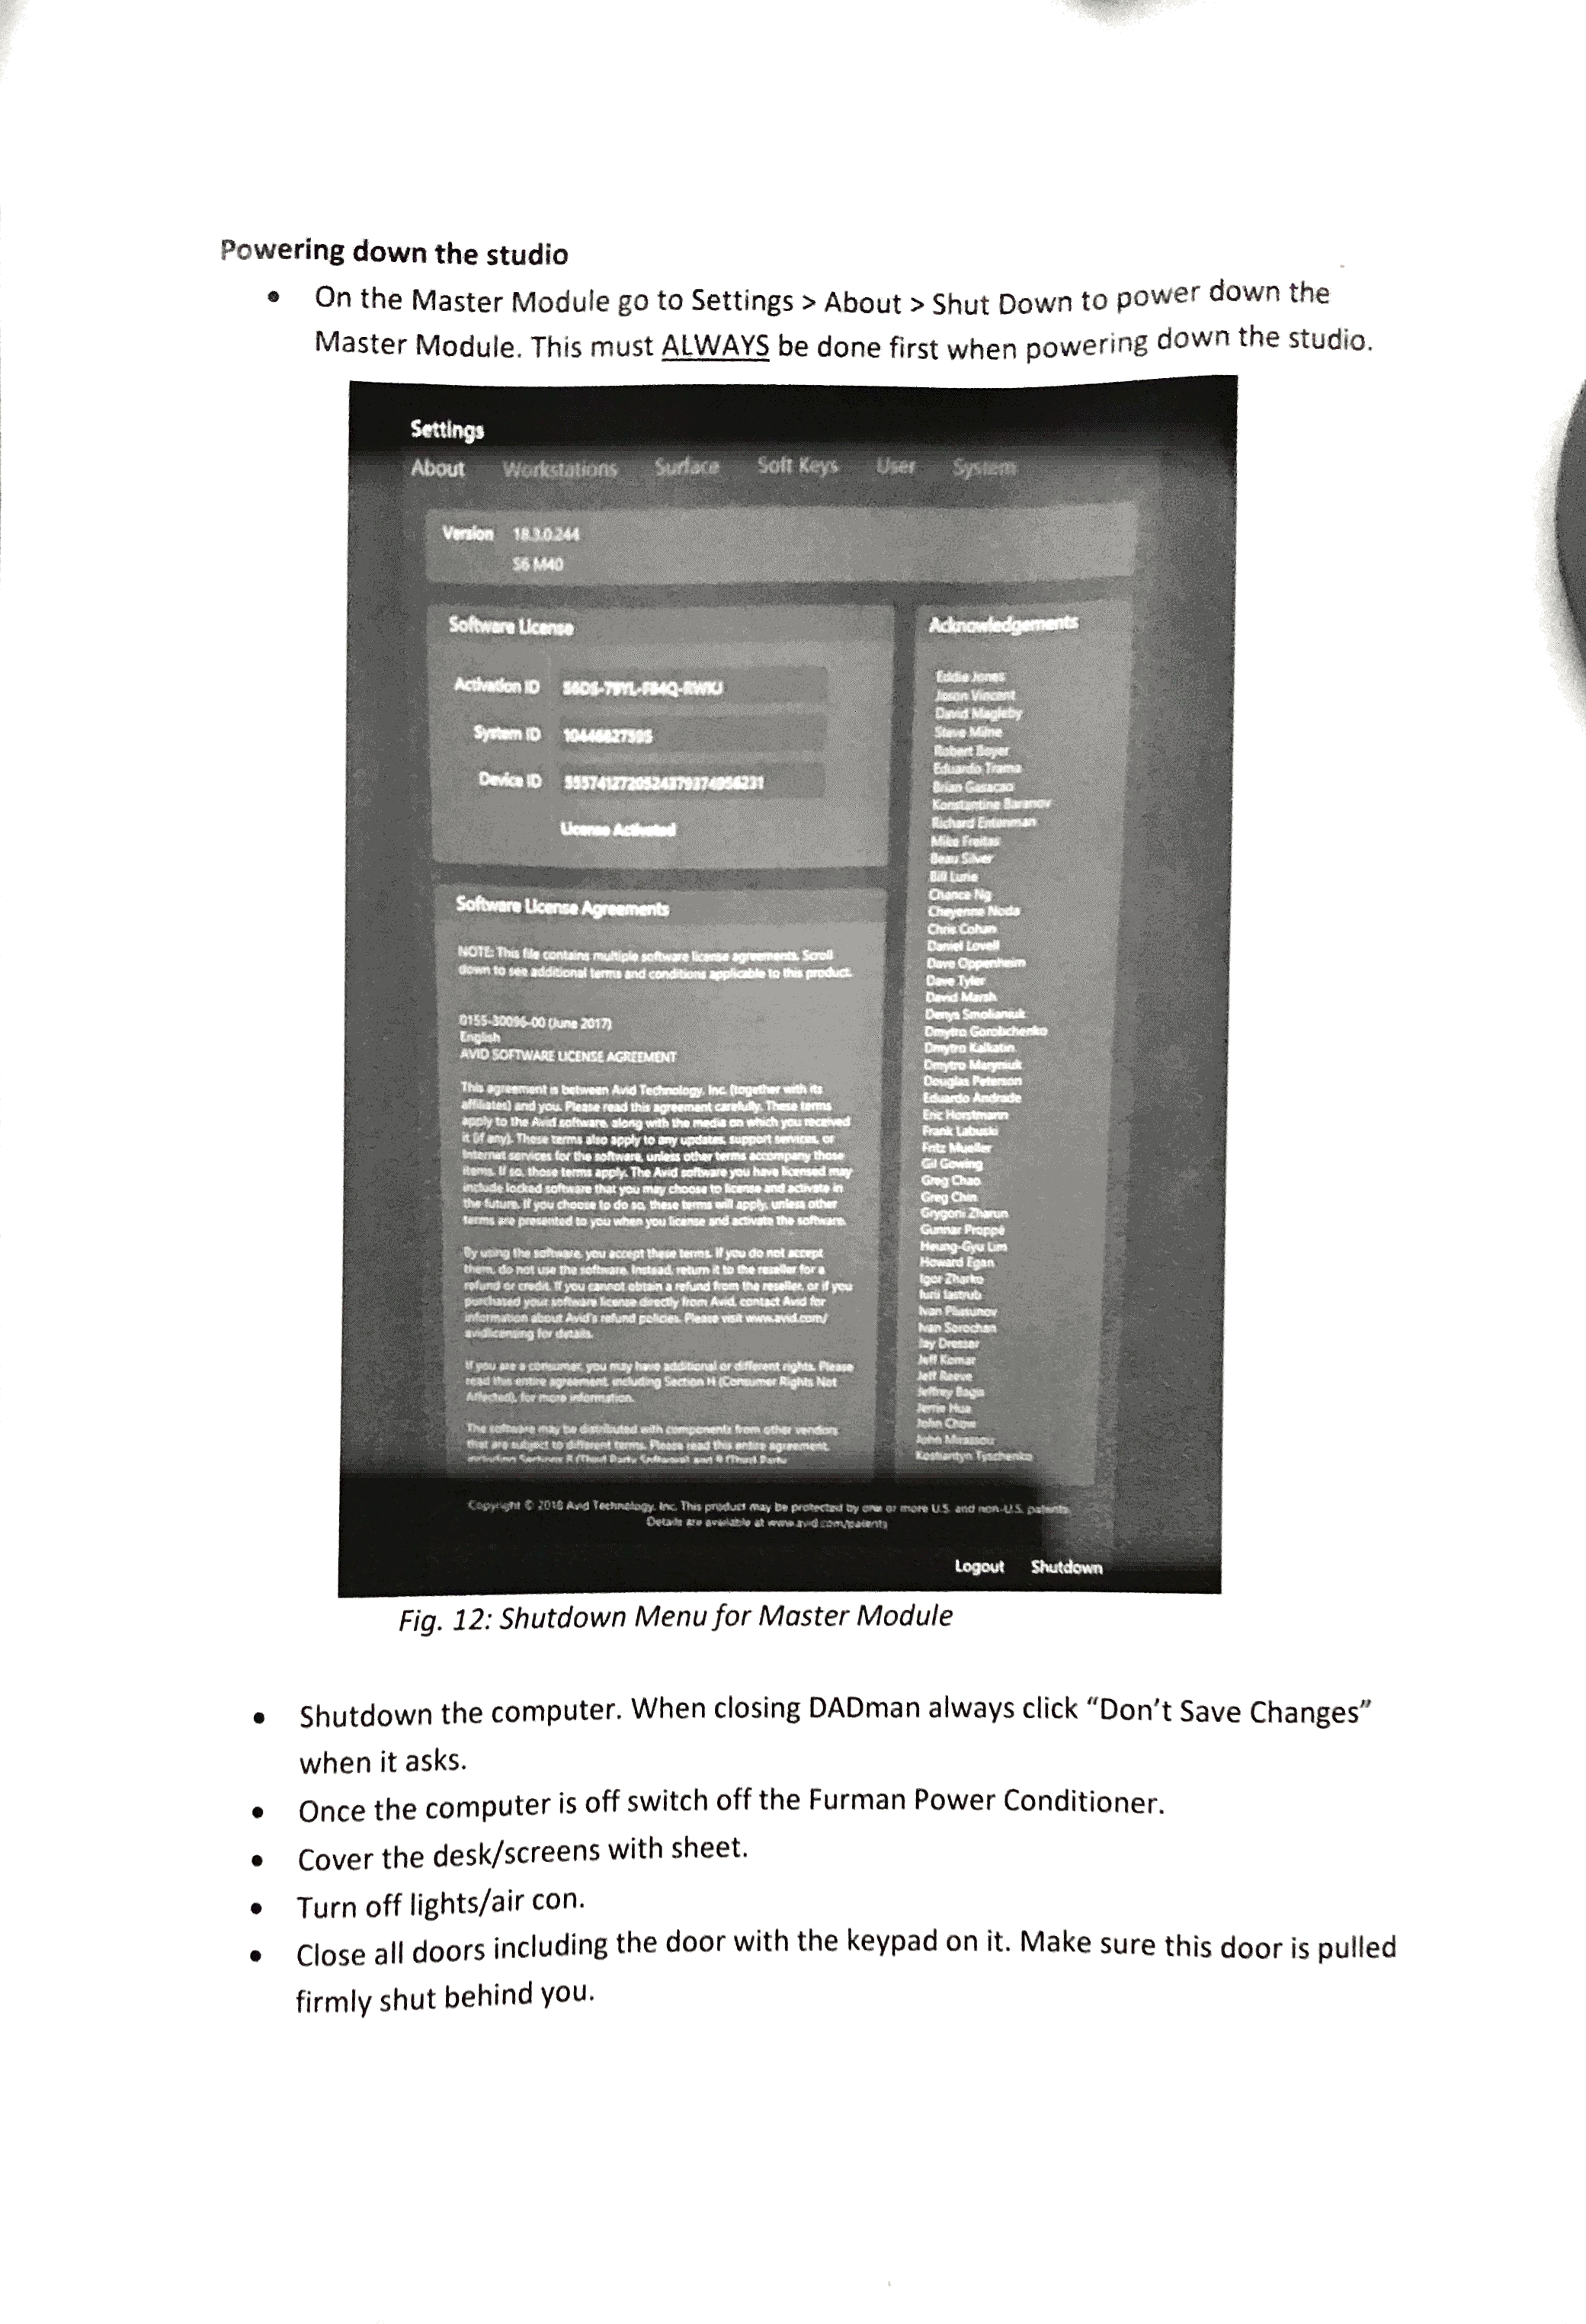 Powering down the studio
• On the Master Module go to Settings > About > Shut Down to power down the
Master Module. This must ALWAYS be done first when powering down the studio.
Settings
About Workstations Surface Soft Keys User System
Version 18.3.0.244
S6 M40
Software License
Activation ID
System ID 10446827595
Device ID
License Activated
Software License Agreements
NOTE: This file contains multiple software license agreements. Scroll
down to see additional terms and conditions applicable to this product.
0155-30096-00 (June 2017)
English
AVID SOFTWARE LICENSE AGREEMENT
This agreement is between Avid Technology, Inc. (together with its
affiliates) and you. Please read this agreement carefully. These terms
apply to the Avid software, along with the media on which you received
it (if any). These terms also apply to any updates, support services, or
Internet services for the software, unless other terms accompany those
items. If so, those terms apply. The Avid software you have licensed may
include locked software that you may choose to license and activate in
the future. If you choose to do so, these terms will apply, unless other
terms are presented to you when you license and activate the software.
By using the software, you accept these terms. If you do not accept
them, do not use the software. Instead, return it to the reseller for a
refund or credit. If you cannot obtain a refund from the reseller, or if you
purchased your software license directly from Avid, contact Avid for
information about Avid's refund policies. Please visit www.avid.com/
avidlicensing for details.
If you are a consumer, you may have additional or different rights. Please
read this entire agreement, including Section H (Consumer Rights Not
Affected), for more information.
The software may be distributed with components from other vendors
that are subject to different terms. Please read this entire agreement,
Acknowledgements
Eddie Jones
Jason Vincent
David Magleby
Steve Milne
Robert Boyer
Eduardo Trama
Brian Gasacao
Konstantine Baranov
Richard Entenman
Mike Freitas
Beau Silver
Bill Lurie
Chance Ng
Cheyenne Noda
Chris Cohan
Daniel Lovell
Dave Oppenheim
Dave Tyler
David Marsh
Denys Smolianiuk
Dmytro Gorobchenko
Dmytro Kalkatin
Dmytro Maryniuk
Douglas Peterson
Eduardo Andrade
Eric Horstmann
Frank Labuski
Fritz Mueller
Gil Gowing
Greg Chao
Greg Chin
Grygorii Zharun
Gunnar Proppé
Heung-Gyu Lim
Howard Egan
Igor Zharko
Iurii Iastrub
Ivan Pliasunov
Ivan Sorochan
Jay Dresser
Jeff Komar
Jeff Reeve
Jeffrey Bagis
Jerrie Hua
John Chow
John
Kostiantyn Tyschenko
Copyright © 2018 Avid Technology, Inc. This product may be protected by one or more U.S. and non-U.S. patents.
Details are available at www.avid.com/patents
Logout Shutdown
Fig. 12: Shutdown Menu for Master Module
• Shutdown the computer. When closing DADman always click “Don’t Save Changes”
when it asks.
• Once the computer is off switch off the Furman Power Conditioner.
• Cover the desk/screens with sheet.
• Turn off lights/air con.
• Close all doors including the door with the keypad on it. Make sure this door is pulled
firmly shut behind you.